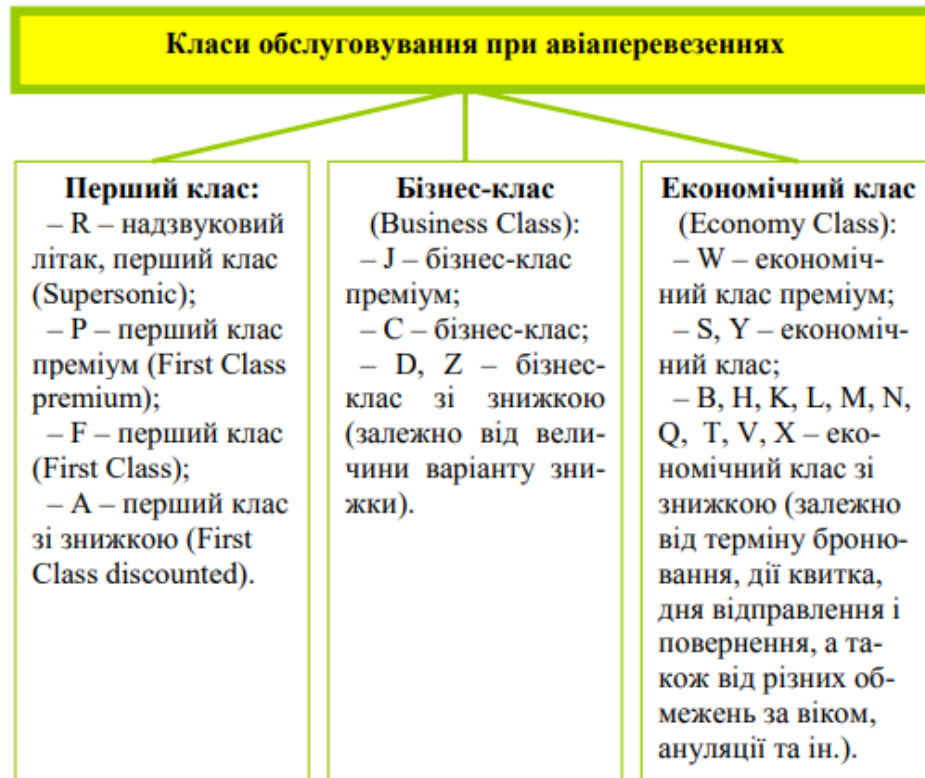 Класи обслуговування при авіаперевезеннях
Перший клас:
– R – надзвуковий
літак, перший клас
(Supersonic);
– P – перший клас
преміум (First Class
premium);
– F – перший клас
(First Class);
– A – перший клас
зі знижкою (First
Class discounted).
Бізнес-клас
(Business Class):
– J – бізнес-клас
преміум;
– C – бізнес-клас;
– D, Z – бізнес-
клас зі знижкою
(залежно від вели-
чини варіанту зни-
жки).
Економічний клас
(Economy Class):
– W – економіч-
ний клас преміум;
– S, Y – економіч-
ний клас;
– B, H, K, L, M, N,
Q, T, V, X – еко-
номічний клас зі
знижкою (залежно
від терміну броню-
вання, дії квитка,
дня відправлення і
повернення, а та-
кож від різних об-
межень за віком,
ануляції та ін.).